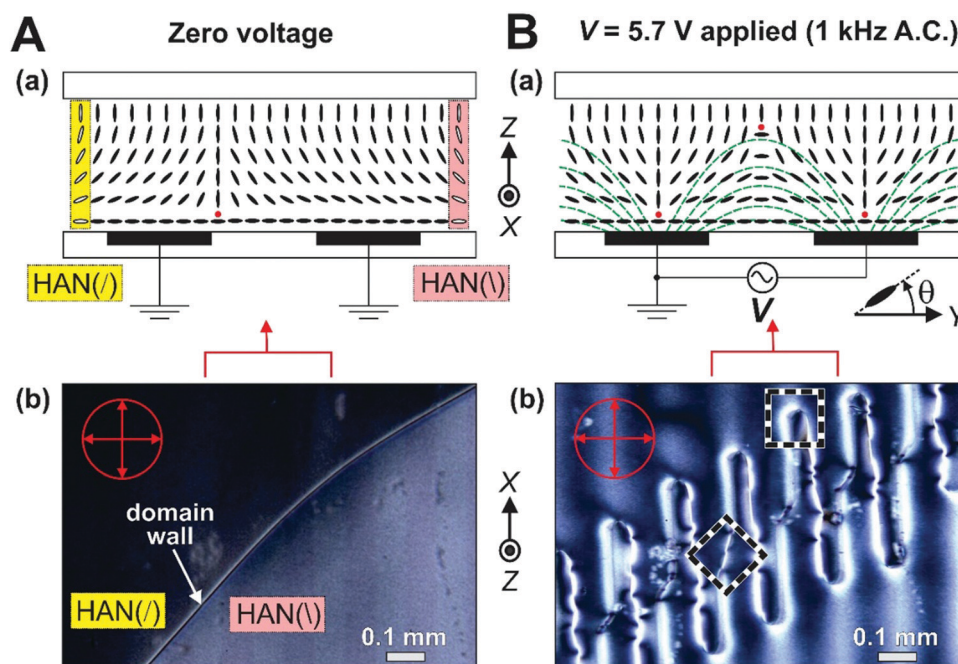 A
Zero voltage
(a)
HAN(/)
HAN(\)
Z
X
(b)
domain
wall
HAN(/)
HAN(\)
0.1 mm
X
Z
B
V = 5.7 V applied (1 kHz A.C.)
(a)
V
θ
Y
(b)
0.1 mm